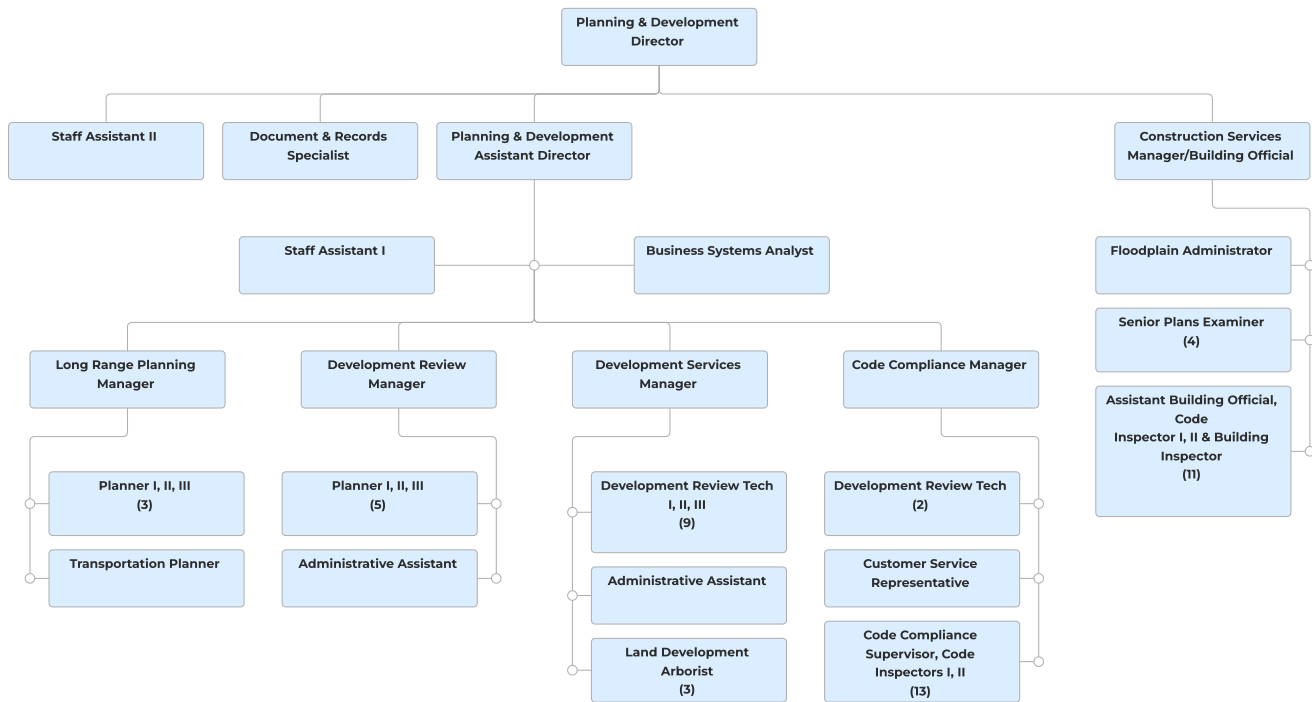 Planning & Development
Director
Staff Assistant II
Document & Records
Specialist
Planning & Development
Assistant Director
Construction Services
Manager/Building Official
Staff Assistant I
Business Systems Analyst
Floodplain Administrator
Senior Plans Examiner
(4)
Assistant Building Official,
Code
Inspector I, II & Building
Inspector
(11)
Long Range Planning
Manager
Development Review
Manager
Development Services
Manager
Code Compliance Manager
Planner I, II, III
(3)
Transportation Planner
Planner I, II, III
(5)
Administrative Assistant
Development Review Tech
I, II, III
(9)
Administrative Assistant
Land Development
Arborist
(3)
Development Review Tech
(2)
Customer Service
Representative
Code Compliance
Supervisor, Code
Inspectors I, II
(13)